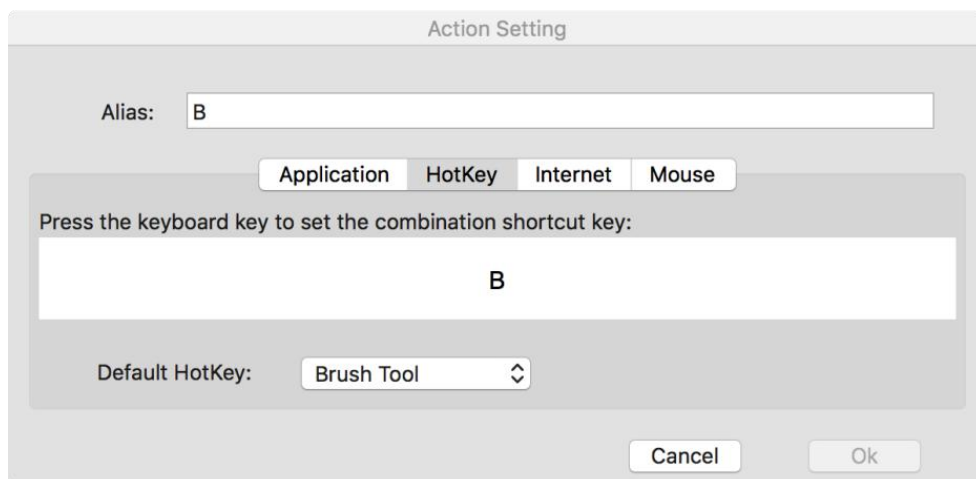 Action Setting
Alias: B
Application HotKey Internet Mouse
Press the keyboard key to set the combination shortcut key:
B
Default HotKey: Brush Tool
Cancel Ok